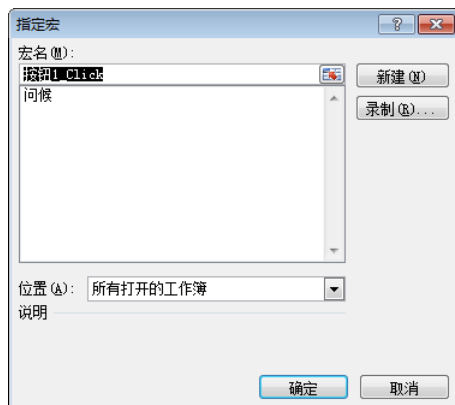 指定宏
宏名(M):
按钮1_Click
新建(N)
问候
录制(R)...
位置(A): 所有打开的工作簿
说明
确定 取消